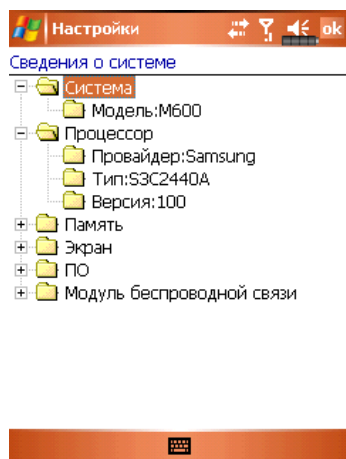 Настройки ok
Сведения о системе
Система
Модель:M600
Процессор
Провайдер:Samsung
Тип:S3C2440A
Версия:100
Память
Экран
ПО
Модуль беспроводной связи